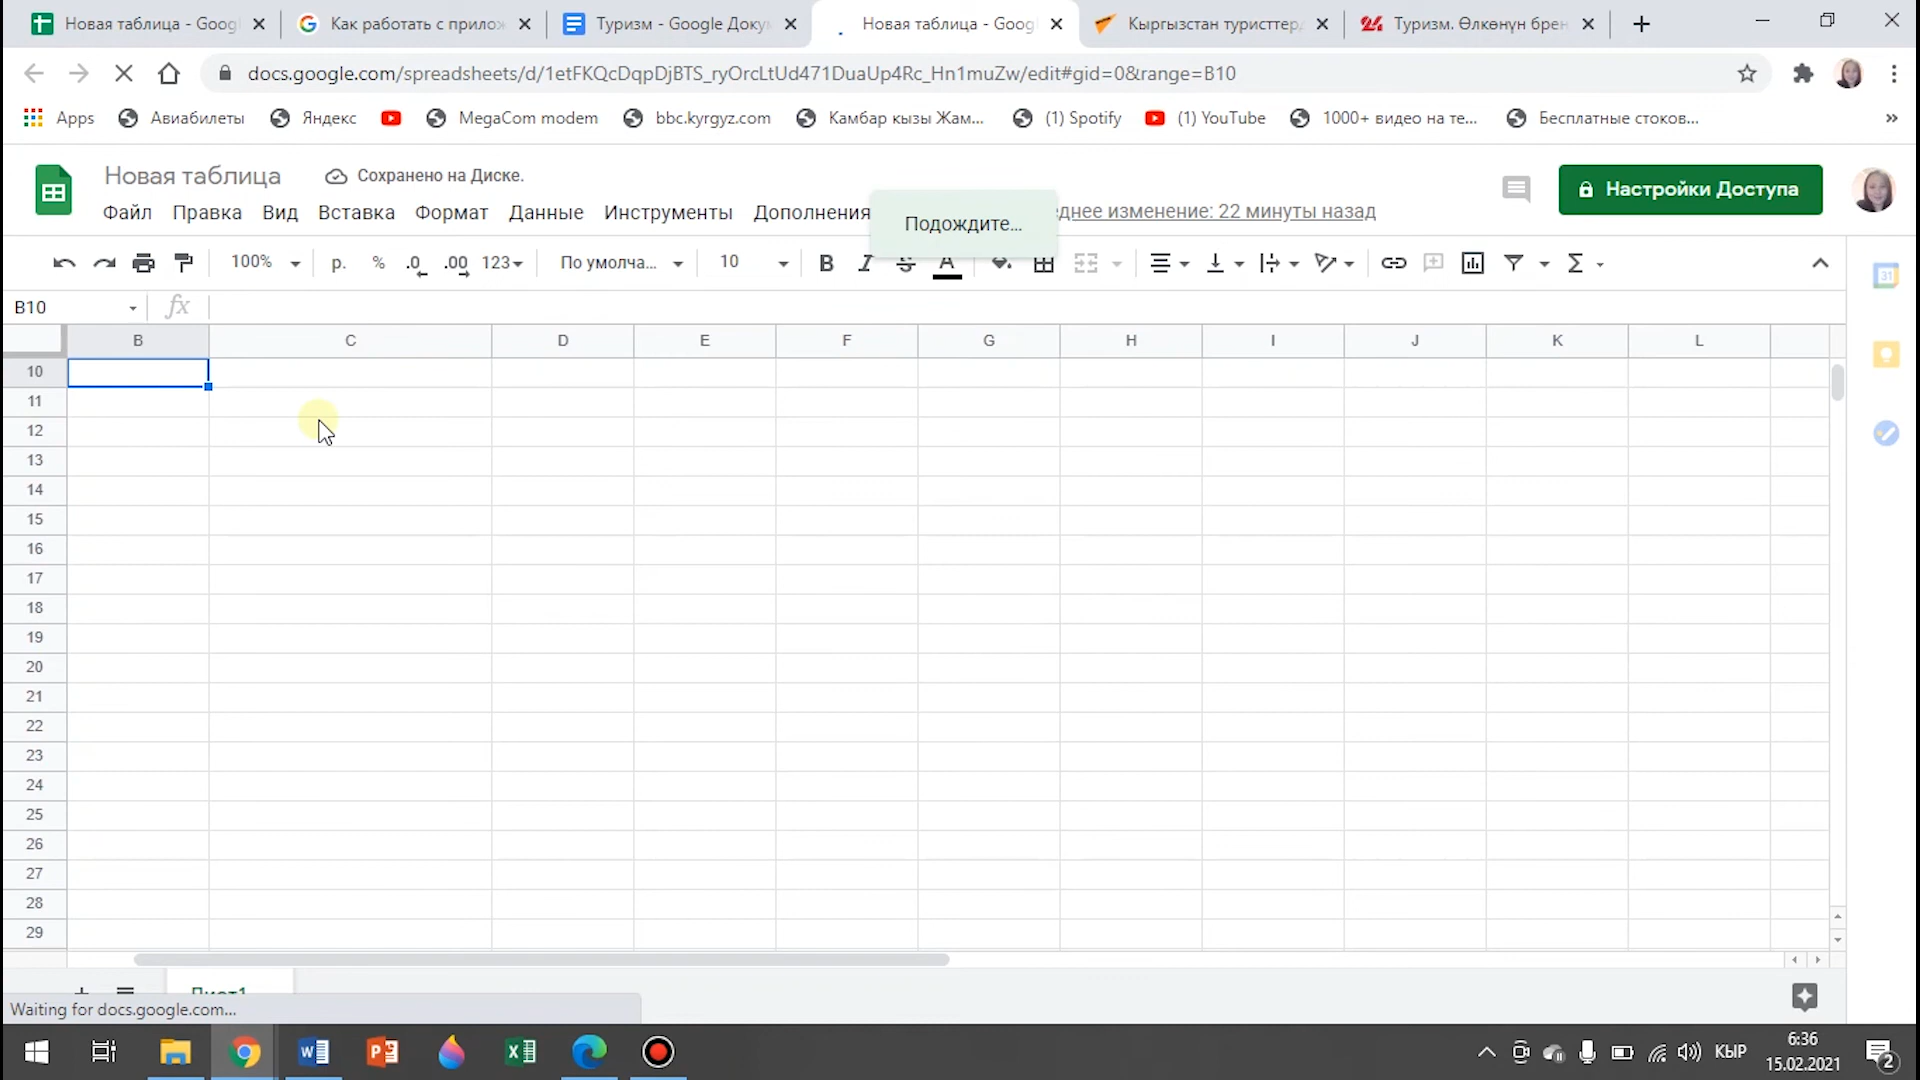 Новая таблица - Goog
Как работать с прилож
Туризм - Google Докум
Новая таблица - Goog
Кыргызстан туристтер,
Туризм. Өлкөнүн брен
docs.google.com/spreadsheets/d/1etFKQcDqpDjBTS_ryOrcLtUd471DuaUp4Rc_Hn1muZw/edit#gid=0&range=B10
Apps Авиабилеты Яндекс MegaCom modem bbc.kyrgyz.com Камбар кызы Жам... (1) Spotify (1) YouTube 1000+ видео на те... Бесплатные стоков... »
Новая таблица Сохранено на Диске.
Настройки Доступа
Файл Правка Вид Вставка Формат Данные Инструменты Дополнения
Подождите...
днее изменение: 22 минуты назад
100% р. % .0 .00 123 По умолча... 10 B I S A Σ
31
B10 fx
B C D E F G H I J K L
10
11
12
13
14
15
16
17
18
19
20
21
22
23
24
25
26
27
28
29
Лист1
Waiting for docs.google.com...
КЫР
6:36
15.02.2021
2